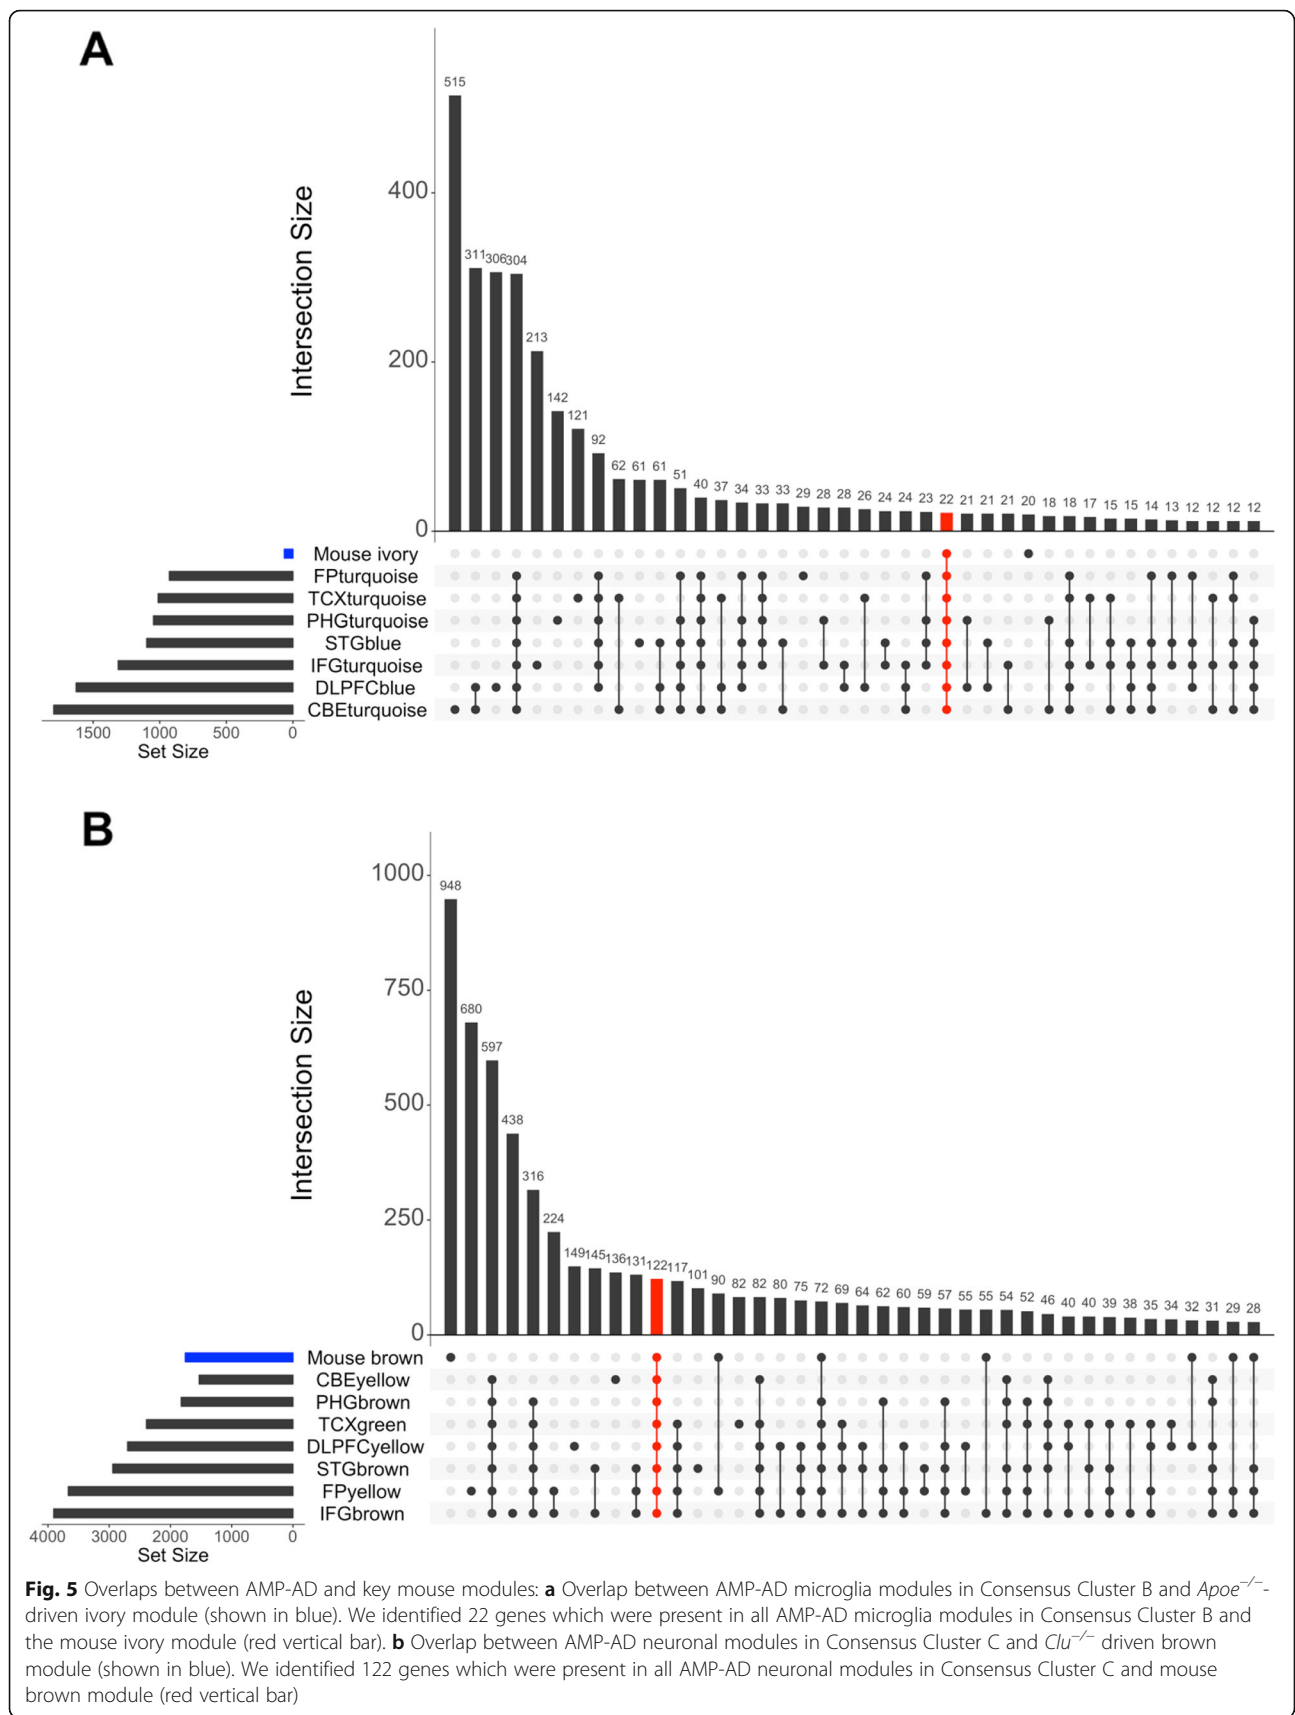 A
Intersection Size
400
200
0
515
311 306 304
213
142
121
92
62 61 61 51 40 37 34 33 33 29 28 28 26 24 24 23 22 21 21 21 20 18 18 17 15 15 14 13 12 12 12 12
Mouse ivory
FPturquoise
TCXturquoise
PHGturquoise
STGblue
IFGturquoise
DLPFCblue
CBEturquoise
1500 1000 500 0
Set Size
B
Intersection Size
1000
750
500
250
0
948
680
597
438
316
224
149 145 136 131 122 117 101 90 82 82 80 75 72 69 64 62 60 59 57 55 55 54 52 46 40 40 39 38 35 34 32 31 29 28
Mouse brown
CBEyellow
PHGbrown
TCXgreen
DLPFCyellow
STGbrown
FPyellow
IFGbrown
4000 3000 2000 1000 0
Set Size
Fig. 5 Overlaps between AMP-AD and key mouse modules: a Overlap between AMP-AD microglia modules in Consensus Cluster B and Apoe−/−-
driven ivory module (shown in blue). We identified 22 genes which were present in all AMP-AD microglia modules in Consensus Cluster B and
the mouse ivory module (red vertical bar). b Overlap between AMP-AD neuronal modules in Consensus Cluster C and Clu−/− driven brown
module (shown in blue). We identified 122 genes which were present in all AMP-AD neuronal modules in Consensus Cluster C and mouse
brown module (red vertical bar)